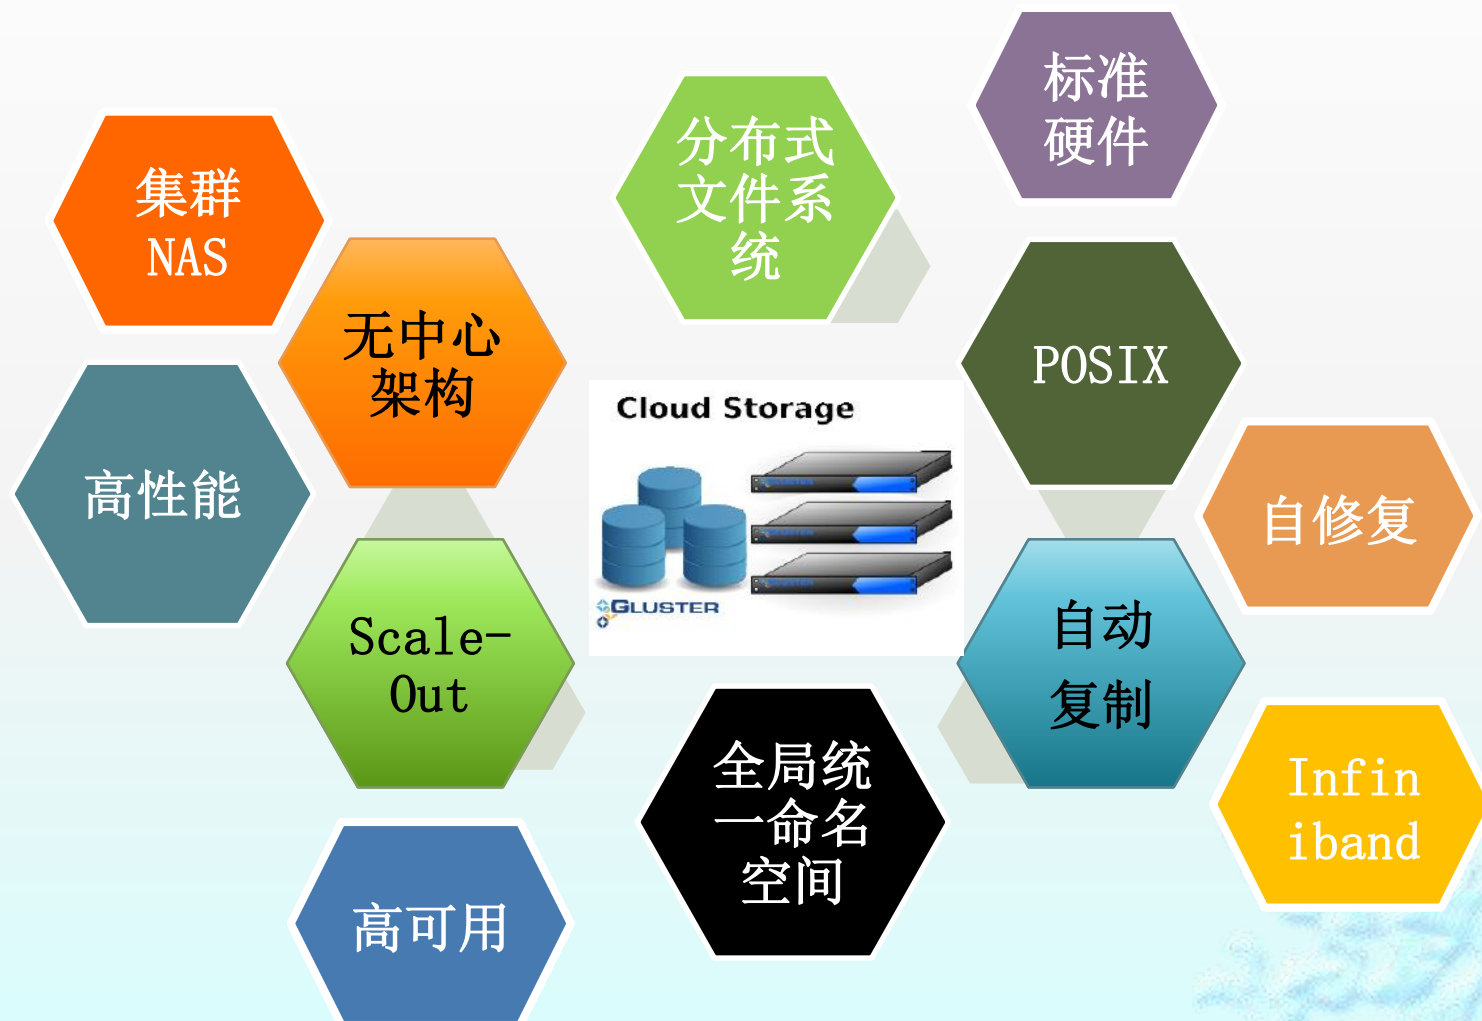 标准
硬件
分布式
文件系
统
集群
NAS
无中心
架构
POSIX
Cloud Storage
高性能
自修复
GLUSTER
Scale-
Out
自动
复制
全局统
一命名
空间
Infin
iband
高可用